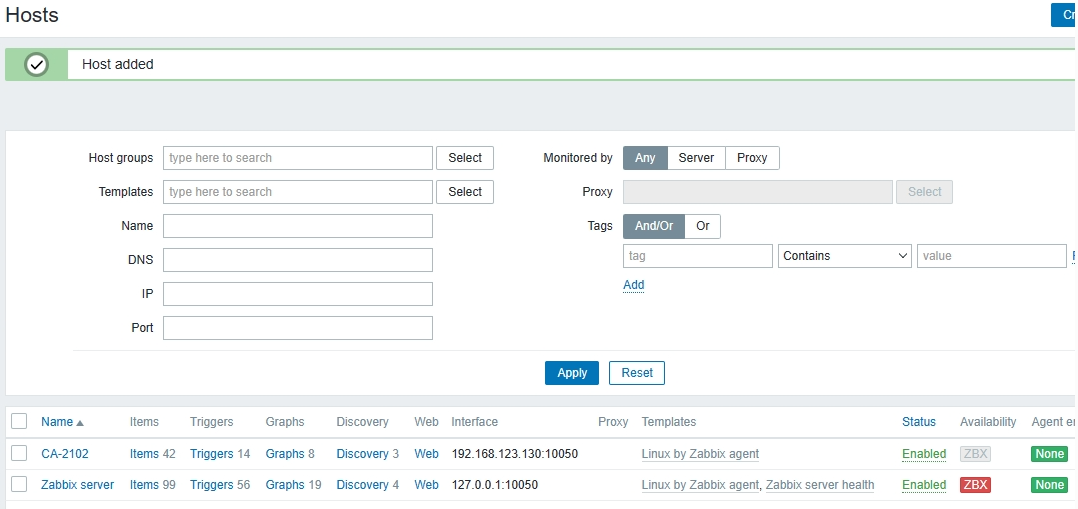 Hosts
Cr
Host added
Host groups type here to search Select Monitored by Any Server Proxy
Templates type here to search Select Proxy Select
Name Tags And/Or Or
DNS tag Contains value
IP Add
Port
Apply Reset
Name Items Triggers Graphs Discovery Web Interface Proxy Templates Status Availability Agent en
CA-2102 Items 42 Triggers 14 Graphs 8 Discovery 3 Web 192.168.123.130:10050 Linux by Zabbix agent Enabled ZBX None
Zabbix server Items 99 Triggers 56 Graphs 19 Discovery 4 Web 127.0.0.1:10050 Linux by Zabbix agent, Zabbix server health Enabled ZBX None